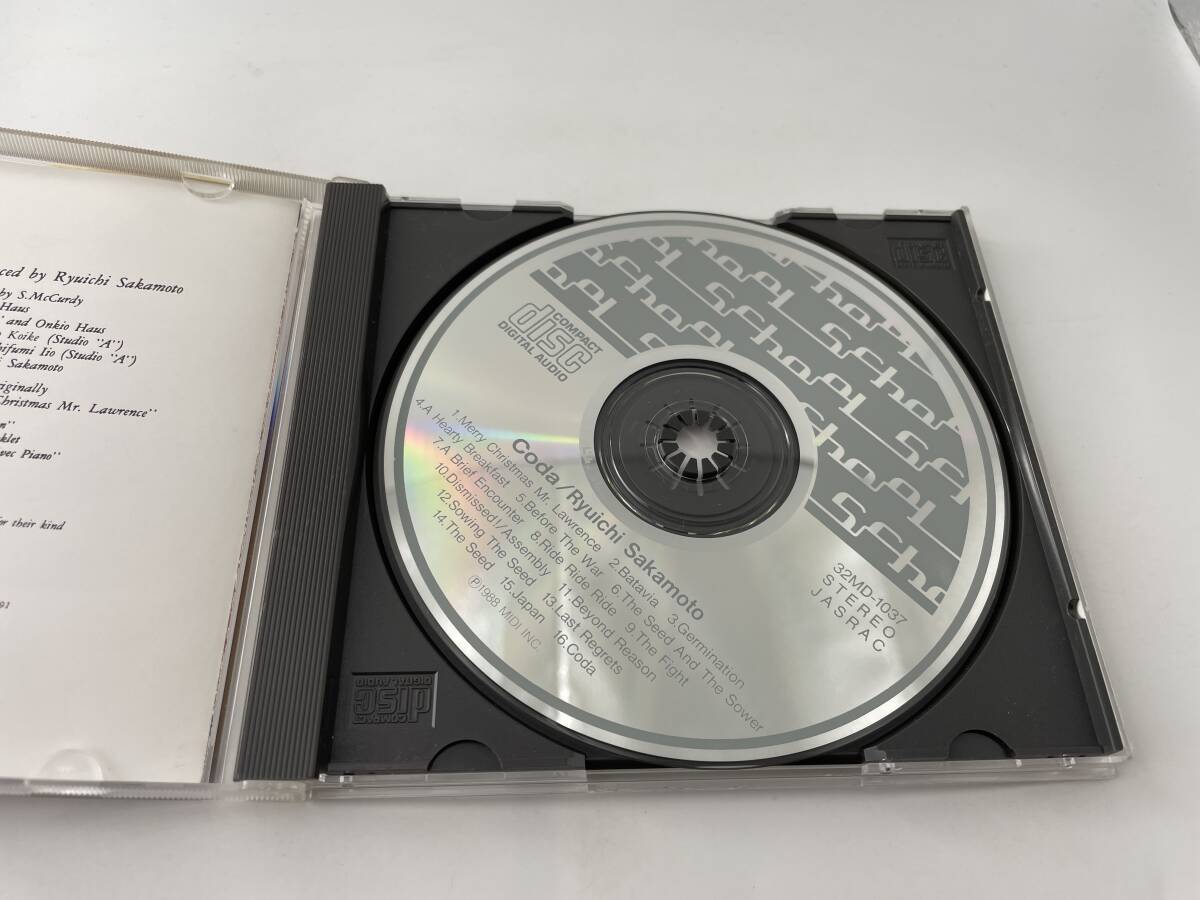 ced by Ryuichi Sakamoto
by S.McCurdy
Haus
and Onkio Haus
Koike (Studio "A")
ifumi Iio (Studio "A")
i Sakamoto
iginally
Christmas Mr. Lawrence"
n"
klet
vec Piano"
for their kind
91
COMPACT
disc
DIGITAL AUDIO
School
Coda/Ryuichi Sakamoto
1.Merry Christmas Mr. Lawrence 2.Batavia 3.Germination
4.A Hearty Breakfast 5.Before The War 6.The Seed And The Sower
7.A Brief Encounter 8.Ride Ride Ride 9.The Fight
10.Dismissed!/Assembly 11.Beyond Reason
12.Sowing The Seed 13.Last Regrets
14.The Seed 15.Japan 16.Coda
Ⓟ1988 MIDI INC.
32MD-1037
STEREO
JASRAC
COMPACT
disc
DIGITAL AUDIO